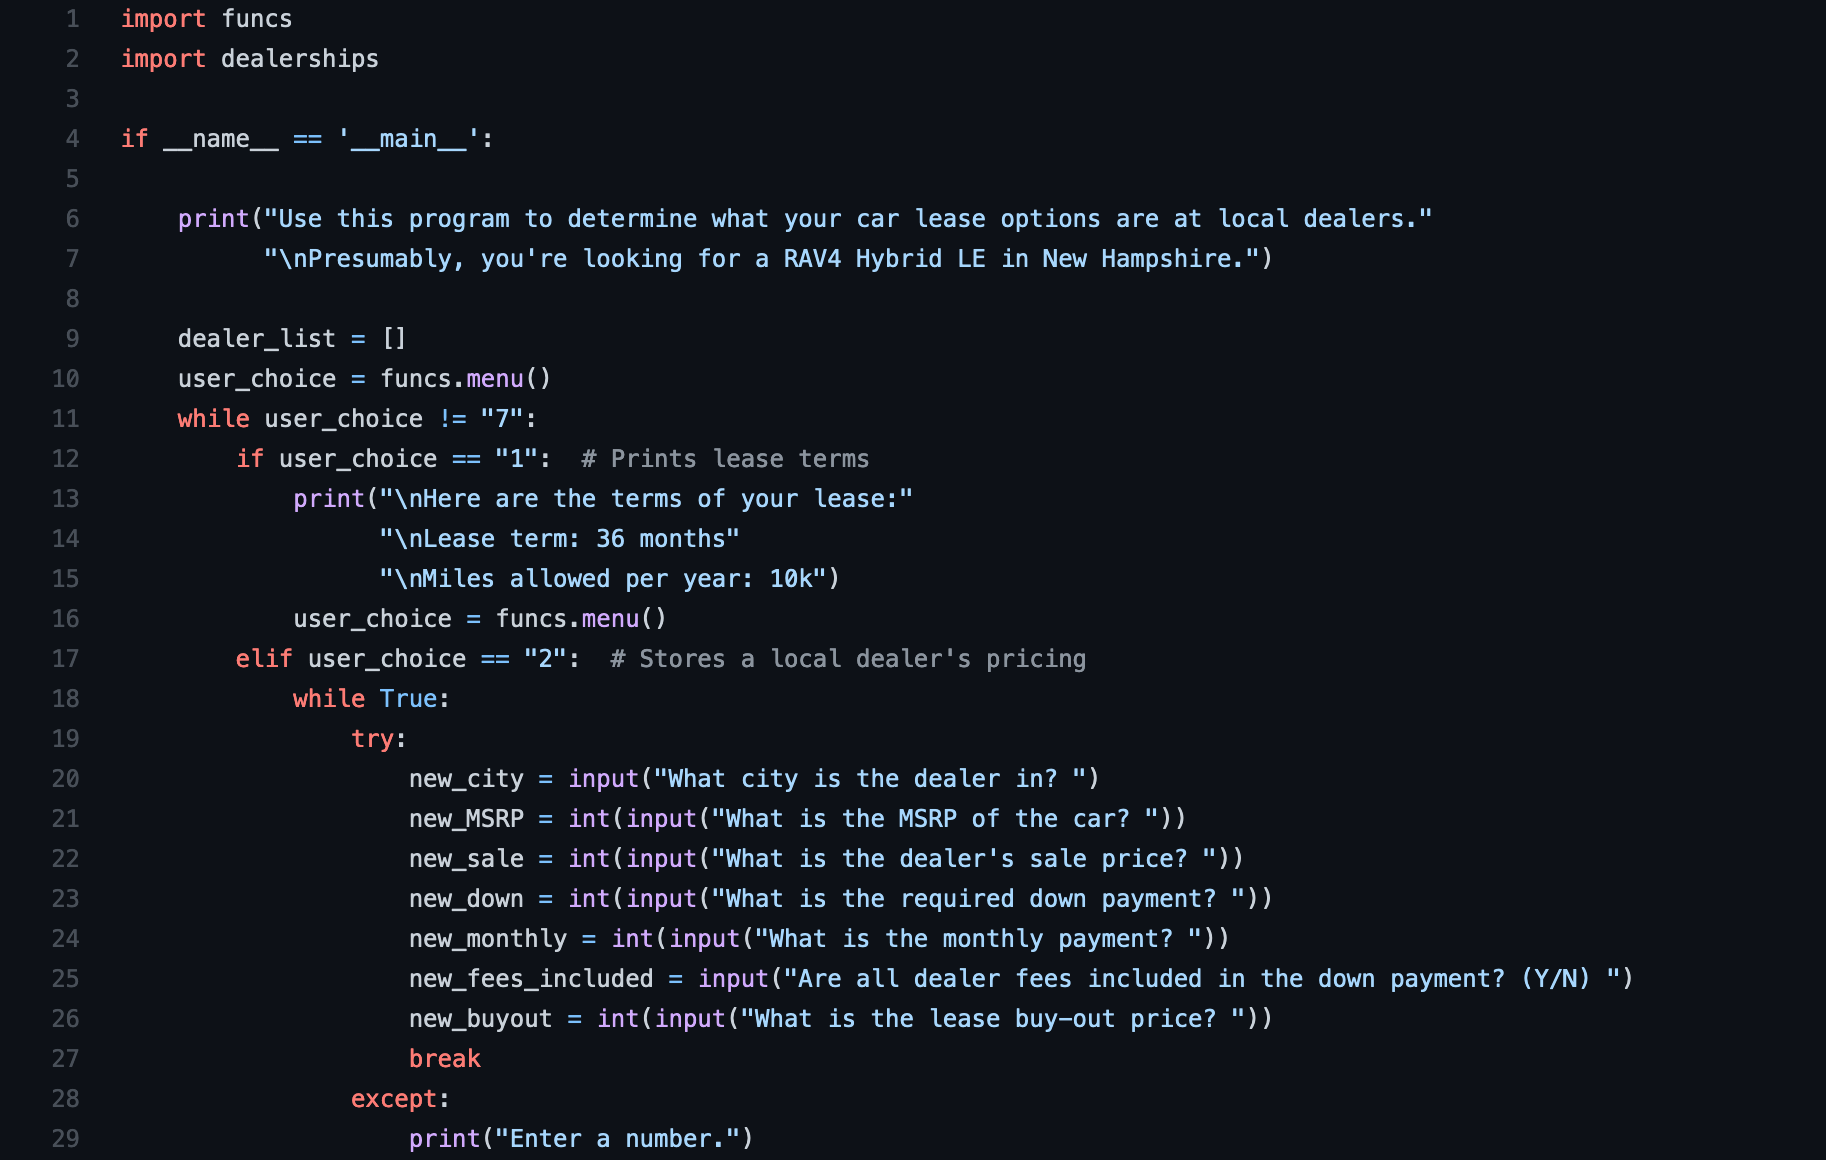 1 import funcs
2 import dealerships
3
4 if __name__ == '__main__':
5
6     print("Use this program to determine what your car lease options are at local dealers."
7           "\nPresumably, you're looking for a RAV4 Hybrid LE in New Hampshire.")
8
9     dealer_list = []
10     user_choice = funcs.menu()
11     while user_choice != "7":
12         if user_choice == "1":  # Prints lease terms
13             print("\nHere are the terms of your lease:"
14                   "\nLease term: 36 months"
15                   "\nMiles allowed per year: 10k")
16             user_choice = funcs.menu()
17         elif user_choice == "2":  # Stores a local dealer's pricing
18             while True:
19                 try:
20                     new_city = input("What city is the dealer in? ")
21                     new_MSRP = int(input("What is the MSRP of the car? "))
22                     new_sale = int(input("What is the dealer's sale price? "))
23                     new_down = int(input("What is the required down payment? "))
24                     new_monthly = int(input("What is the monthly payment? "))
25                     new_fees_included = input("Are all dealer fees included in the down payment? (Y/N) ")
26                     new_buyout = int(input("What is the lease buy-out price? "))
27                     break
28                 except:
29                     print("Enter a number.")